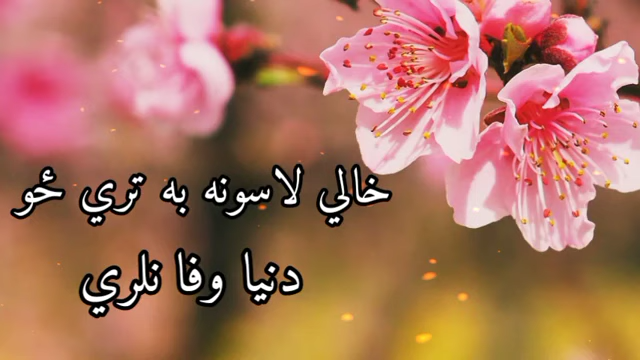 خالي لاسونه به تري ځو
دنيا وفا نلري